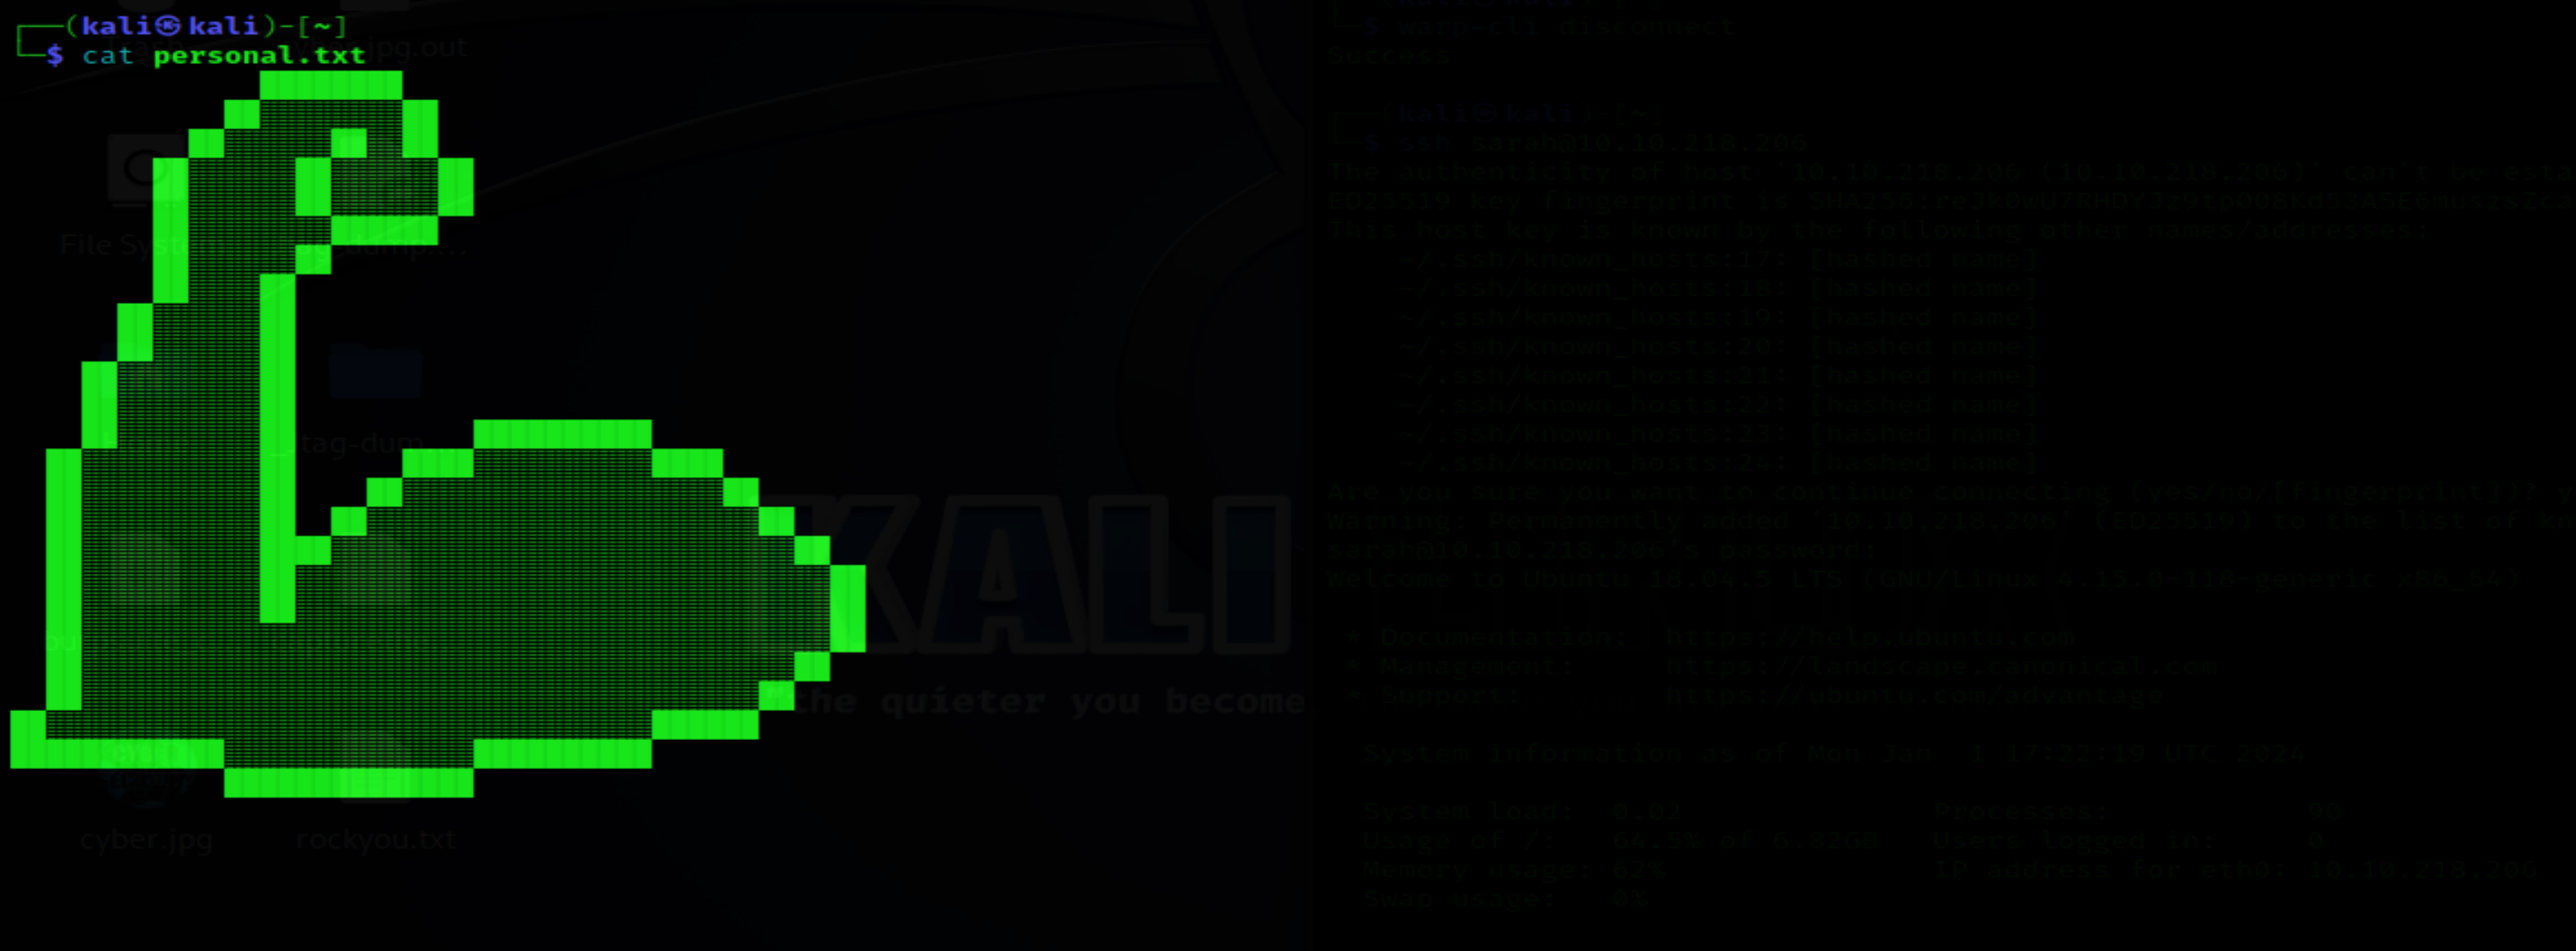 ┌──(kali㉿kali)-[~]
└─$ cat personal.txt
jpg.out
File Sys
tag-dum...
KALI
the quieter you become
cyber.jpg
rockyou.txt
└─$ warp-cli disconnect
Success
┌──(kali㉿kali)-[~]
└─$ ssh sarah@10.10.218.206
The authenticity of host '10.10.218.206 (10.10.218.206)' can't be esta
ED25519 key fingerprint is
This host key is known by the following other names/addresses:
~/.ssh/known_hosts:17: [hashed name]
~/.ssh/known_hosts:18: [hashed name]
~/.ssh/known_hosts:19: [hashed name]
~/.ssh/known_hosts:20: [hashed name]
~/.ssh/known_hosts:21: [hashed name]
~/.ssh/known_hosts:22: [hashed name]
~/.ssh/known_hosts:23: [hashed name]
~/.ssh/known_hosts:24: [hashed name]
Are you sure you want to continue connecting (yes/no/[fingerprint])?
Warning: Permanently added '10.10.218.206' (ED25519) to the list of
sarah@10.10.218.206's password:
Welcome to Ubuntu 18.04.5 LTS (GNU/Linux 4.15.0-118-generic x86_64)
* Documentation: https://help.ubuntu.com
* Management: https://landscape.canonical.com
* Support: https://ubuntu.com/advantage
System information as of Mon Jan 1 17:22:19 UTC 2024
System load: 0.02 Processes: 90
Usage of /: 64.5% of 6.82GB Users logged in: 0
Memory usage: 62% IP address for eth0: 10.10.218.206
Swap usage: 0%